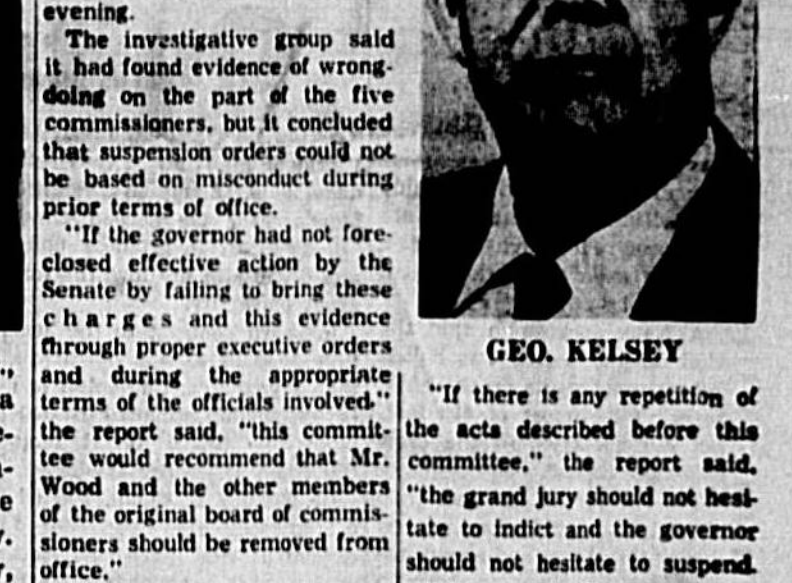 evening.
The investigative group said
it had found evidence of wrong-
doing on the part of the five
commissioners, but it concluded
that suspension orders could not
be based on misconduct during
prior terms of office.
"If the governor had not fore-
closed effective action by the
Senate by failing to bring these
charges and this evidence
through proper executive orders
and during the appropriate
terms of the officials involved."
the report said, "this commit-
tee would recommend that Mr.
Wood and the other members
of the original board of commis-
sioners should be removed from
office."
GEO. KELSEY
"If there is any repetition of
the acts described before this
committee," the report said,
"the grand jury should not hesi-
tate to indict and the governor
should not hesitate to suspend.